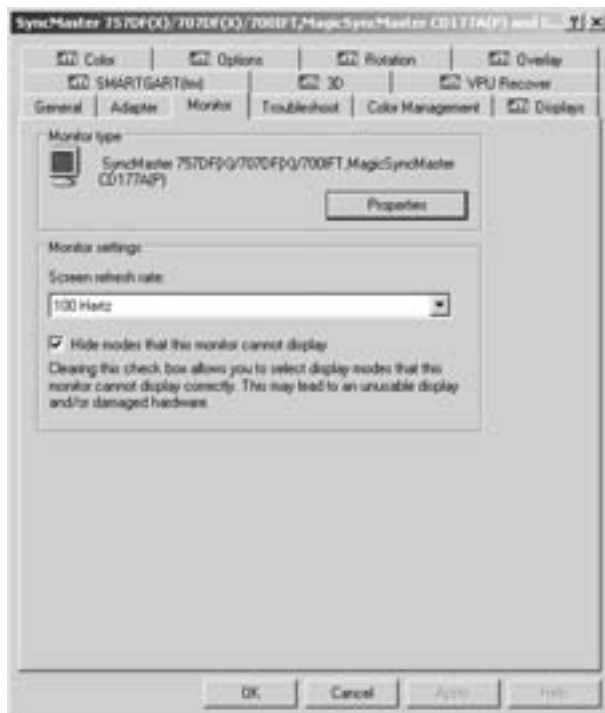 SyncMaster 757DF(X)/707DF(X)/700IFT,MagicSyncMaster CD177A(P) and
Color Options Rotation Overlay
SMARTGART(tm) 3D VPU Recover
General Adapter Monitor Troubleshoot Color Management Displays
Monitor type
SyncMaster 757DF(X)/707DF(X)/700IFT,MagicSyncMaster
CD177A(P)
Properties
Monitor settings
Screen refresh rate:
100 Hertz
Hide modes that this monitor cannot display
Clearing this check box allows you to select display modes that this
monitor cannot display correctly. This may lead to an unusable display
and/or damaged hardware.
OK Cancel Apply Help